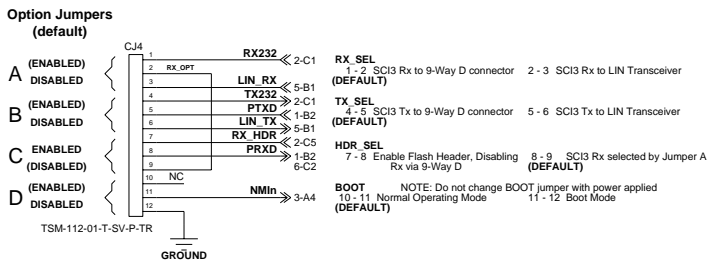 Option Jumpers
(default)
CJ4
A (ENABLED)
DISABLED
B (ENABLED)
DISABLED
C ENABLED
(DISABLED)
D (ENABLED)
DISABLED
1 RX232 2-C1
2 RX_OPT
3 LIN_RX 5-B1
4 TX232 2-C1
5 PTXD 1-B2
6 LIN_TX 5-B1
7 RX_HDR 2-C5
8 PRXD 1-B2
9 6-C2
10 NC
11 NMIn 3-A4
12
TSM-112-01-T-SV-P-TR
GROUND
RX_SEL
1 - 2 SCI3 Rx to 9-Way D connector 2 - 3 SCI3 Rx to LIN Transceiver
(DEFAULT)
TX_SEL
4 - 5 SCI3 Tx to 9-Way D connector 5 - 6 SCI3 Tx to LIN Transceiver
(DEFAULT)
HDR_SEL
7 - 8 Enable Flash Header, Disabling 8 - 9 SCI3 Rx selected by Jumper A
Rx via 9-Way D (DEFAULT)
BOOT NOTE: Do not change BOOT jumper with power applied
10 - 11 Normal Operating Mode 11 - 12 Boot Mode
(DEFAULT)